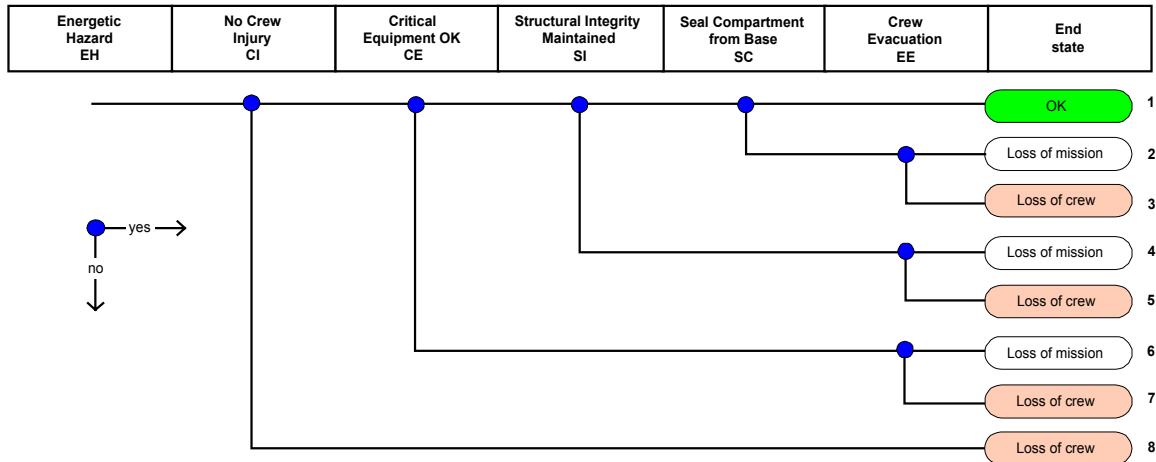 Energetic
Hazard
EH
No Crew
Injury
CI
Critical
Equipment OK
CE
Structural Integrity
Maintained
SI
Seal Compartment
from Base
SC
Crew
Evacuation
EE
End
state
OK
1
Loss of mission
2
Loss of crew
3
yes
no
Loss of mission
4
Loss of crew
5
Loss of mission
6
Loss of crew
7
Loss of crew
8